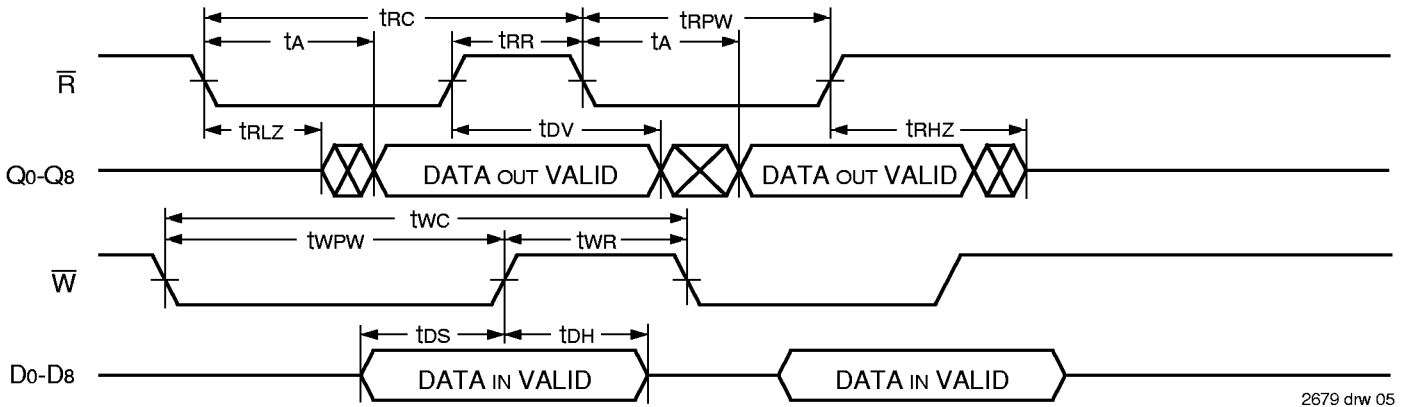 tRC tRPW
tA tRR tA
R̅
tRLZ tDV tRHZ
Q0-Q8 DATA OUT VALID DATA OUT VALID
tWC
tWPW tWR
W̅
tDS tDH
D0-D8 DATA IN VALID DATA IN VALID
2679 drw 05